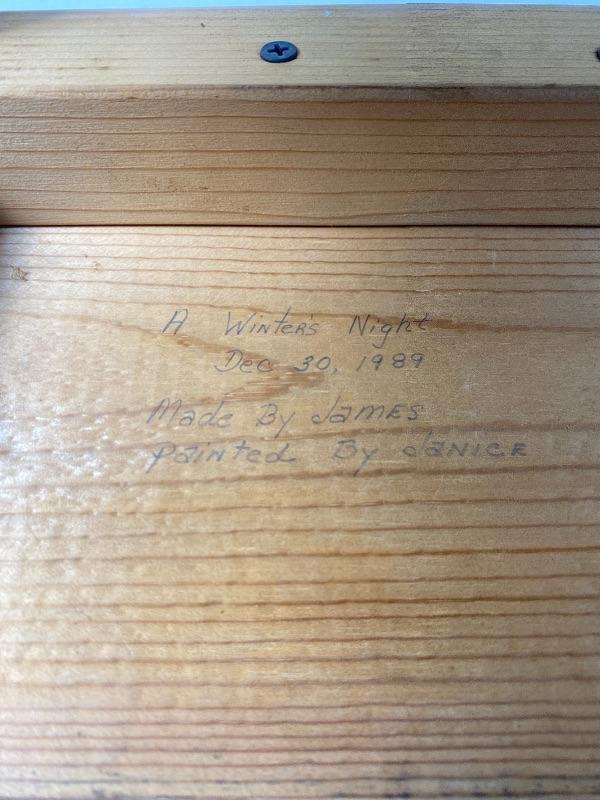 A Winter's Night
Dec 30, 1989
Made By James
Painted By Janice